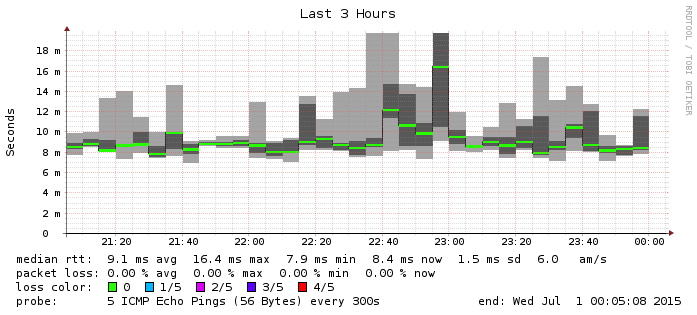 Last 3 Hours
RRDTOOL / TOBI OETIKER
Seconds
18 m
16 m
14 m
12 m
10 m
8 m
6 m
4 m
2 m
0
21:20 21:40 22:00 22:20 22:40 23:00 23:20 23:40 00:00
median rtt: 9.1 ms avg 16.4 ms max 7.9 ms min 8.4 ms now 1.5 ms sd 6.0 am/s
packet loss: 0.00 % avg 0.00 % max 0.00 % min 0.00 % now
loss color: 0 1/5 2/5 3/5 4/5
probe: 5 ICMP Echo Pings (56 Bytes) every 300s end: Wed Jul 1 00:05:08 2015